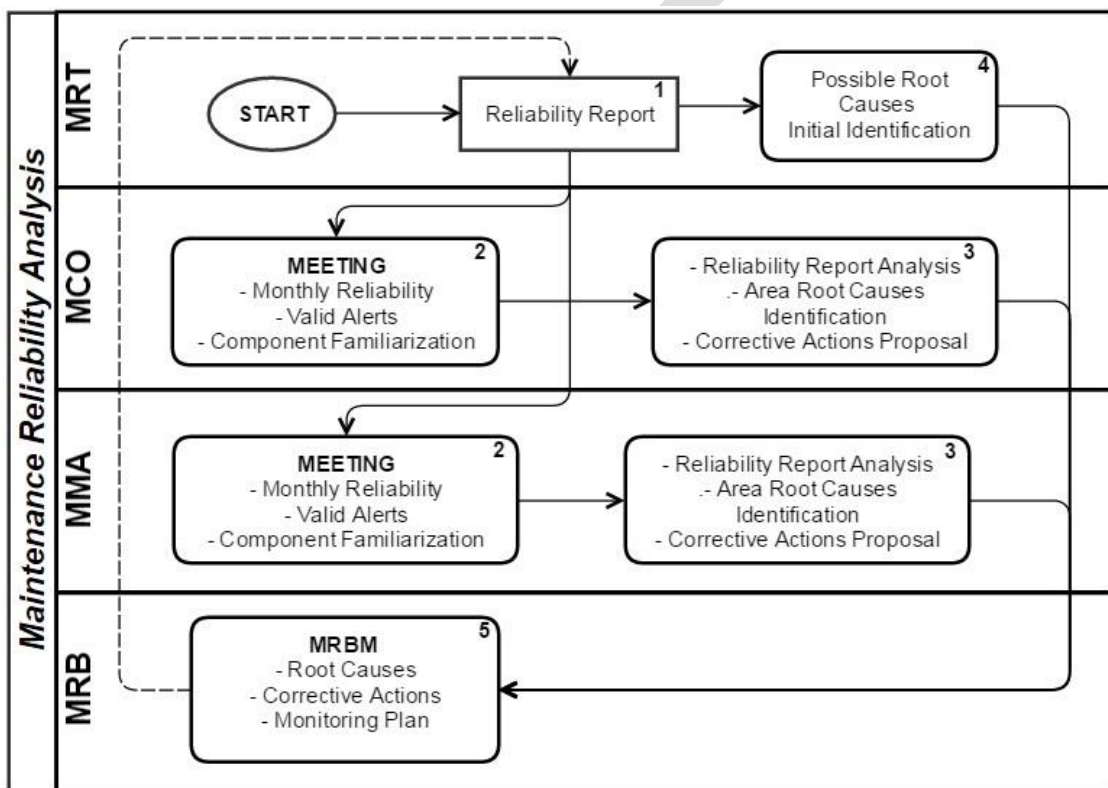 Maintenance Reliability Analysis
MRT
START
1
Reliability Report
4
Possible Root
Causes
Initial Identification
MCO
2
MEETING
- Monthly Reliability
- Valid Alerts
- Component Familiarization
3
- Reliability Report Analysis
.- Area Root Causes
Identification
- Corrective Actions Proposal
MMA
2
MEETING
- Monthly Reliability
- Valid Alerts
- Component Familiarization
3
- Reliability Report Analysis
.- Area Root Causes
Identification
- Corrective Actions Proposal
MRB
5
MRBM
- Root Causes
- Corrective Actions
- Monitoring Plan